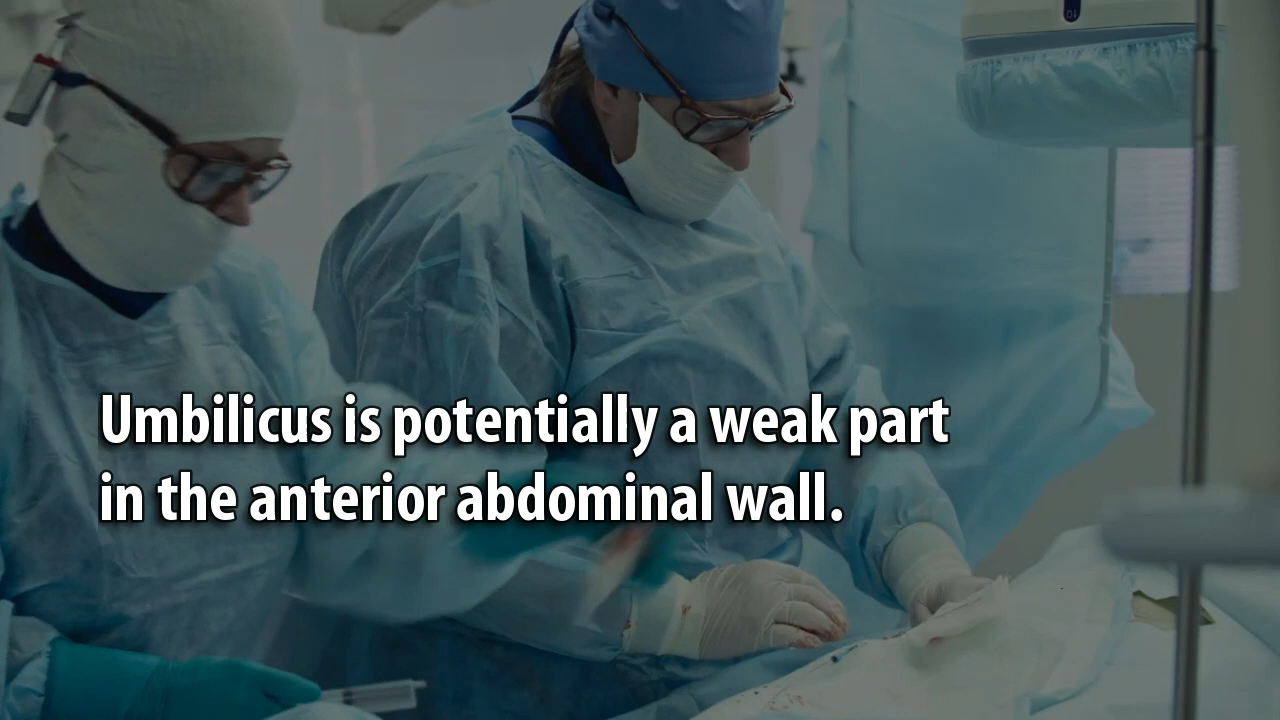 Umbilicus is potentially a weak part
in the anterior abdominal wall.